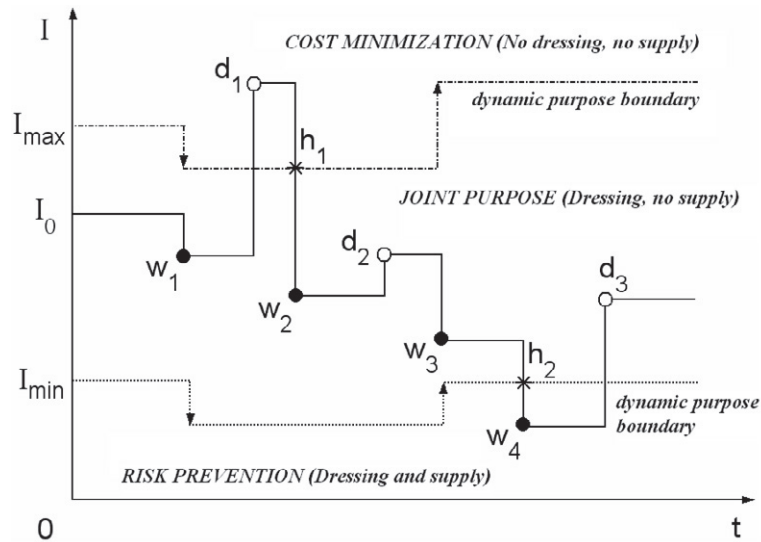 I
COST MINIMIZATION (No dressing, no supply)
d1
dynamic purpose boundary
Imax
h1
I0
JOINT PURPOSE (Dressing, no supply)
w1
d2
d3
w2
w3
h2
Imin
dynamic purpose
boundary
w4
RISK PREVENTION (Dressing and supply)
0
t